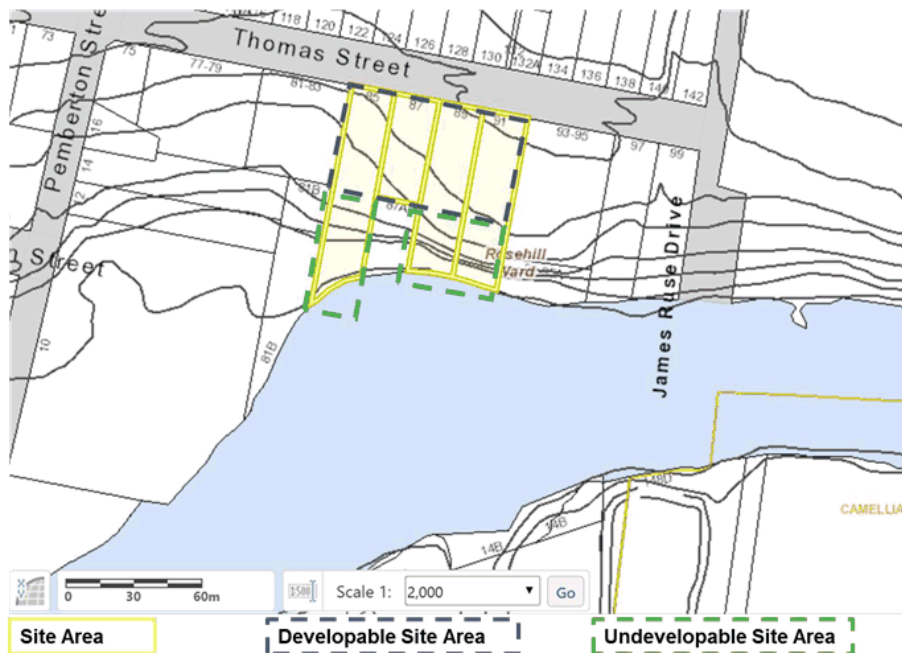 118
120
122
124
126
128
130
132A
134
136
138
142
73
75
77-79
81-83
Thomas Street
85
87
89
91
93-95
97
99
Pemberton Stre
16
14
12
81B
87A
Rosehill
Ward
Street
10
81B
James Ruse Drive
148D
14B
14B
CAMELLIA
0 30 60m
Scale 1: 2,000 Go
Site Area
Developable Site Area
Undevelopable Site Area